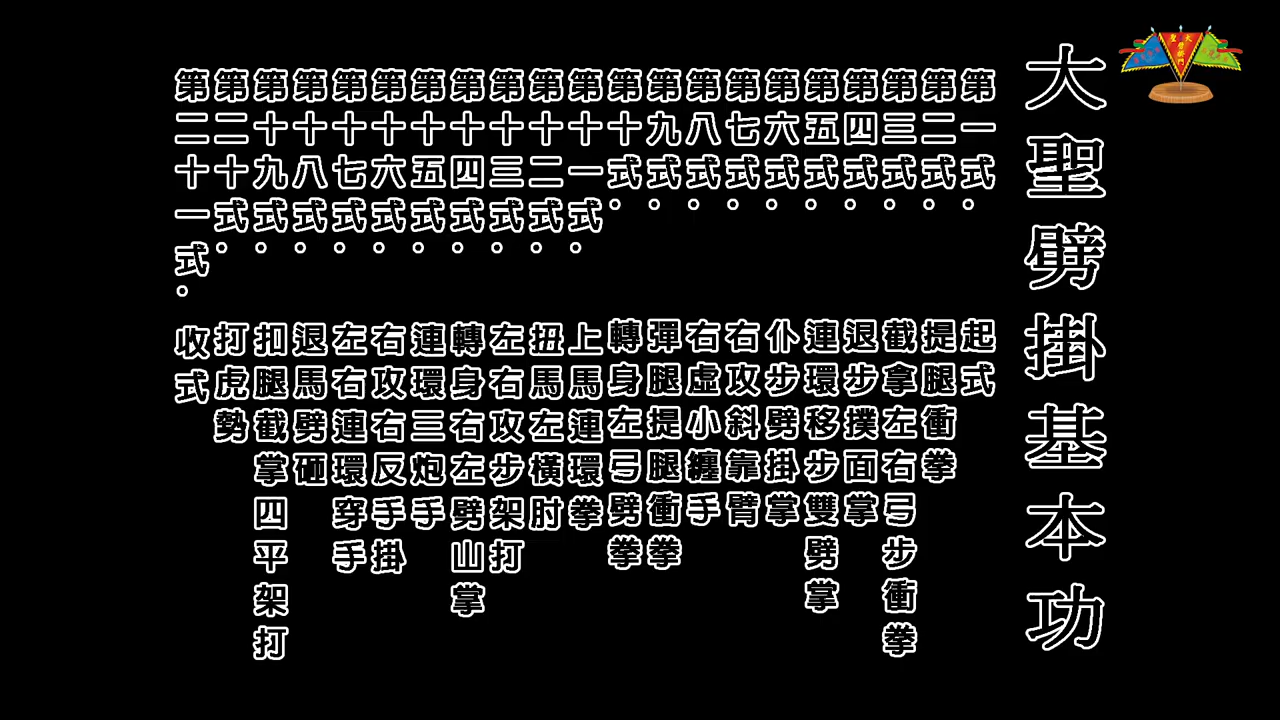 大聖劈掛基本功
第一式. 起式
第二式. 提腿衝拳
第三式. 截拿左右弓步衝拳
第四式. 退步撲面掌
第五式. 連環移步雙劈掌
第六式. 仆步劈掛掌
第七式. 右攻斜靠臂
第八式. 右虛小纏手
第九式. 彈腿提腿衝拳
第十式. 轉身左弓劈拳
第十一式. 上馬連環拳
第十二式. 扭馬左橫肘
第十三式. 左右攻步架打
第十四式. 轉身右左劈山掌
第十五式. 連環三炮手
第十六式. 右攻右反手掛
第十七式. 左右連環穿手
第十八式. 退馬劈砸
第十九式. 扣腿截掌四平架打
第二十式. 打虎勢
第二十一式. 收式